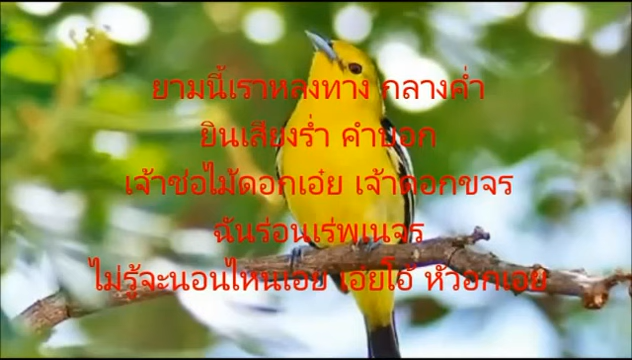 ยามนี้เราหลงทาง กลางค่ำ
ยินเสียงร่ำ คำบอก
เจ้าช่อไม้ดอกเอ๋ย เจ้าดอกขจร
ฉันร่อนเร่พเนจร
ไม่รู้จะนอนไหนเอย เอ๋ยโอ้ หัวอกเอย